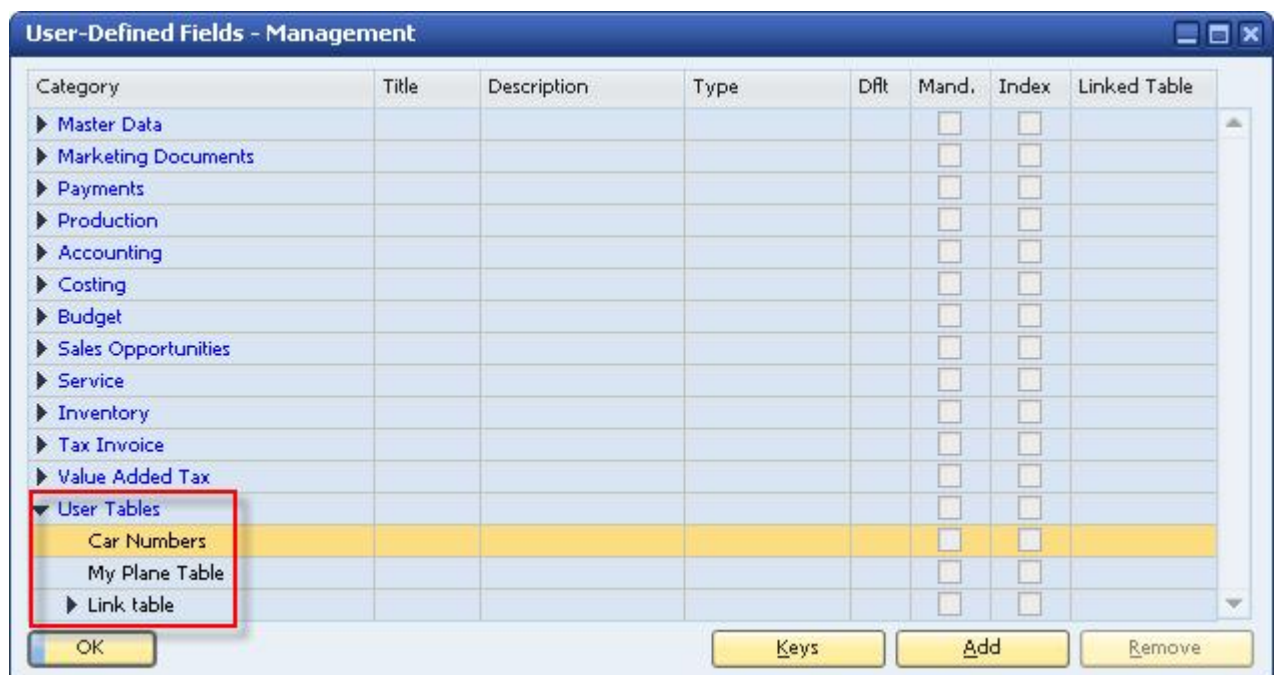 User-Defined Fields - Management
Category Title Description Type Dflt Mand. Index Linked Table
Master Data
Marketing Documents
Payments
Production
Accounting
Costing
Budget
Sales Opportunities
Service
Inventory
Tax Invoice
Value Added Tax
User Tables
Car Numbers
My Plane Table
Link table
OK Keys Add Remove